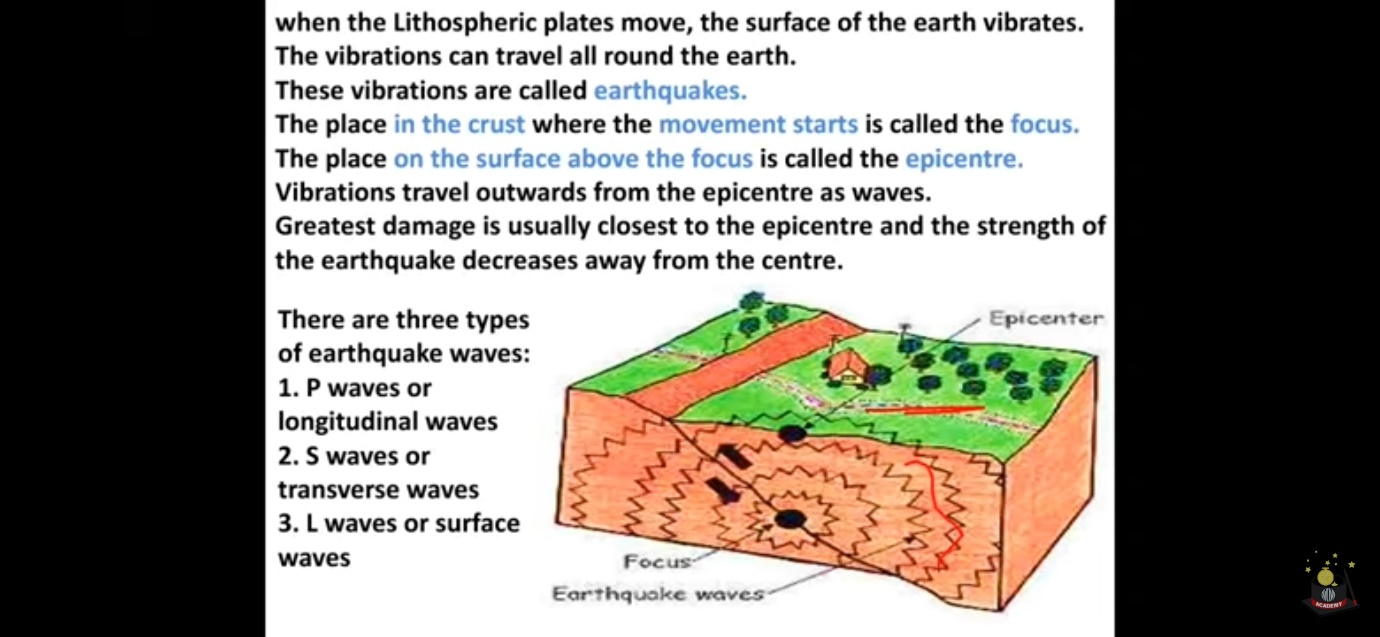 when the Lithospheric plates move, the surface of the earth vibrates.
The vibrations can travel all round the earth.
These vibrations are called earthquakes.
The place in the crust where the movement starts is called the focus.
The place on the surface above the focus is called the epicentre.
Vibrations travel outwards from the epicentre as waves.
Greatest damage is usually closest to the epicentre and the strength of
the earthquake decreases away from the centre.
There are three types
of earthquake waves:
1. P waves or
longitudinal waves
2. S waves or
transverse waves
3. L waves or surface
waves
Epicenter
Focus
Earthquake waves
ACADEMY